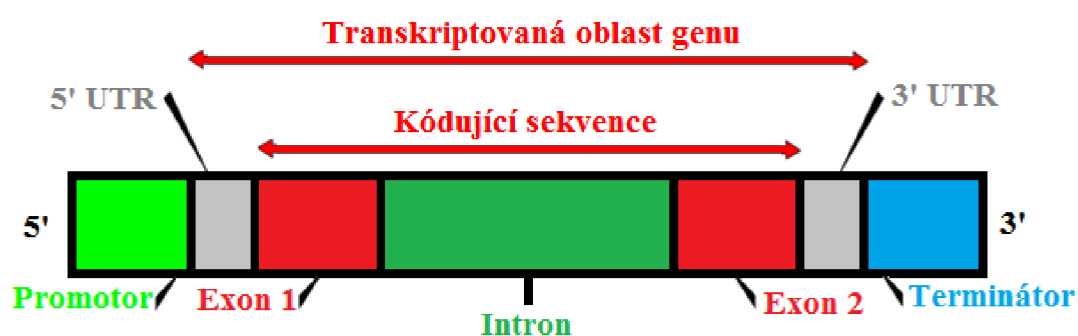 Transkriptovaná oblast genu
5' UTR
3' UTR
Kódující sekvence
5'
3'
Promotor
Exon 1
Intron
Exon 2
Terminátor